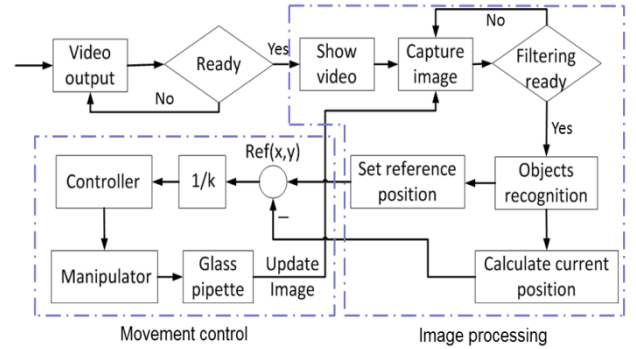 Video
output
Ready
Yes
No
Show
video
Capture
image
No
Filtering
ready
Yes
Ref(x,y)
Controller
1/k
Set reference
position
Objects
recognition
–
Manipulator
Glass
pipette
Update
Image
Calculate current
position
Movement control
Image processing